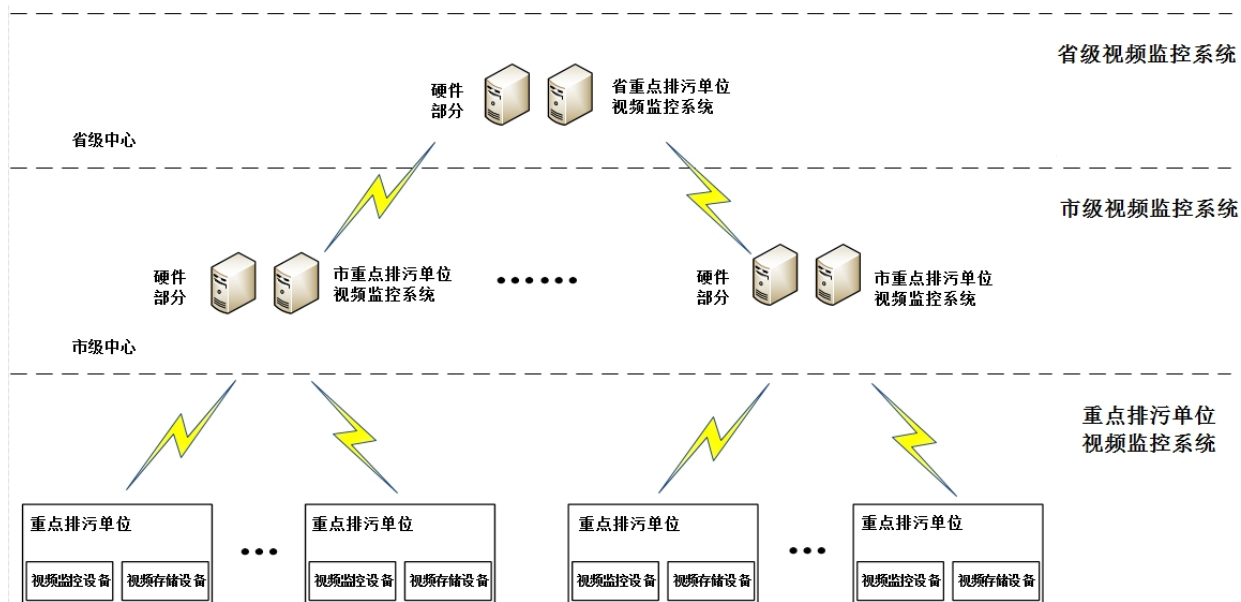 省级视频监控系统
硬件
部分
省重点排污单位
视频监控系统
省级中心
市级视频监控系统
硬件
部分
市重点排污单位
视频监控系统
硬件
部分
市重点排污单位
视频监控系统
市级中心
重点排污单位
视频监控系统
重点排污单位
视频监控设备
视频存储设备
重点排污单位
视频监控设备
视频存储设备
重点排污单位
视频监控设备
视频存储设备
重点排污单位
视频监控设备
视频存储设备